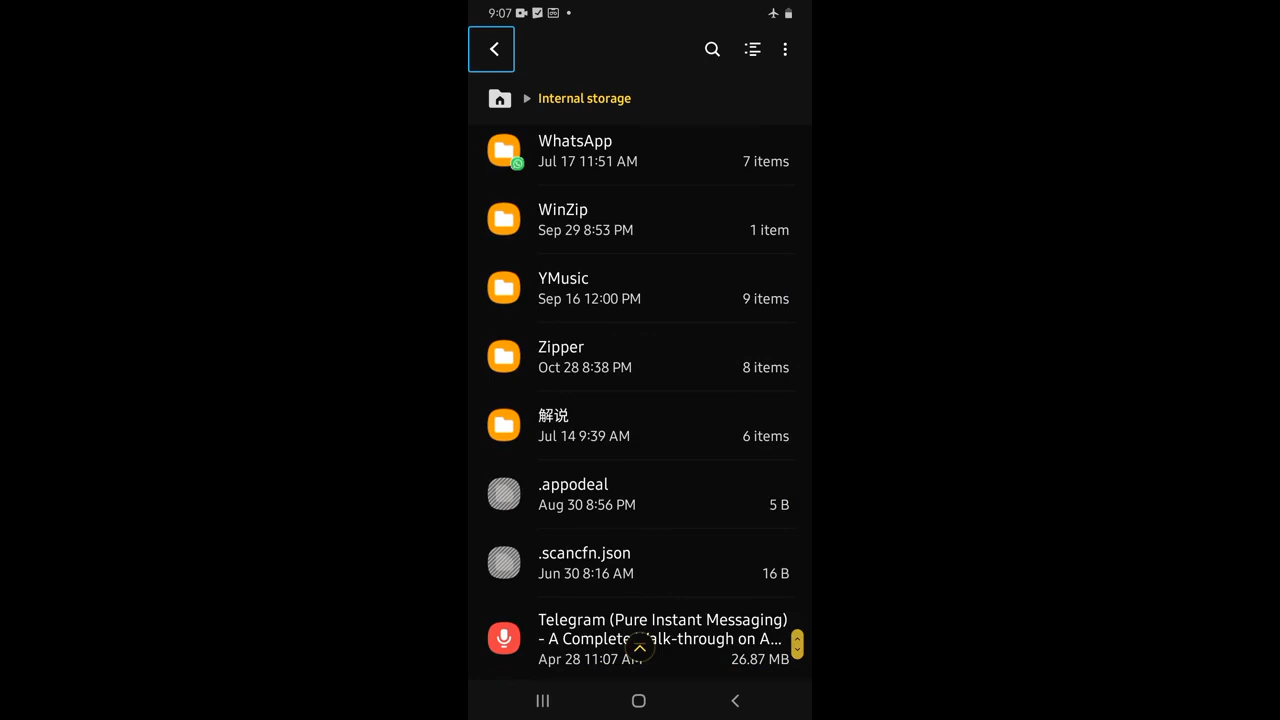 9:07
Internal storage
WhatsApp
Jul 17 11:51 AM 7 items
WinZip
Sep 29 8:53 PM 1 item
YMusic
Sep 16 12:00 PM 9 items
Zipper
Oct 28 8:38 PM 8 items
解说
Jul 14 9:39 AM 6 items
.appodeal
Aug 30 8:56 PM 5 B
.scancfn.json
Jun 30 8:16 AM 16 B
Telegram (Pure Instant Messaging)
- A Complete Walk-through on A...
Apr 28 11:07 AM 26.87 MB